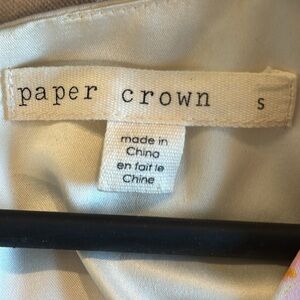 paper crown S
made in
China
en fait le
Chine